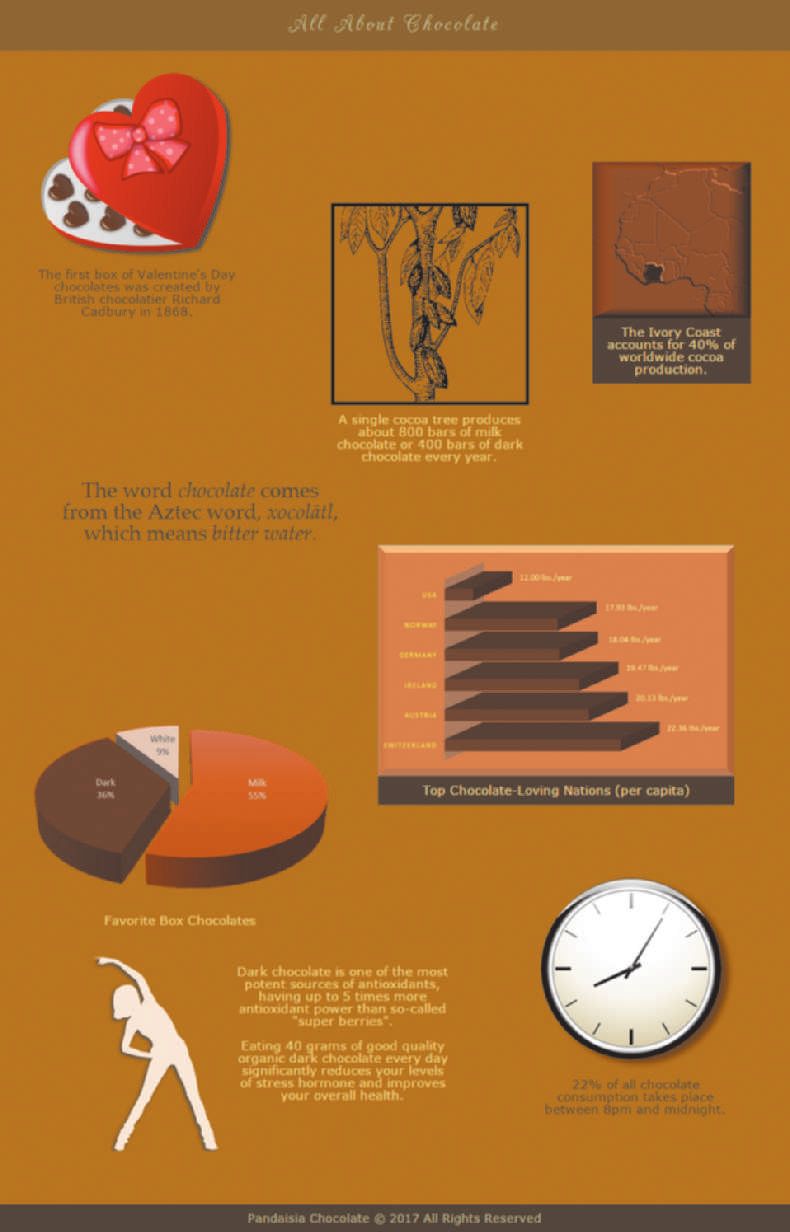 All About Chocolate
The first box of Valentine's Day
chocolates was created by
British chocolatier Richard
Cadbury in 1868.
The Ivory Coast
accounts for 40% of
worldwide cocoa
production.
A single cocoa tree produces
about 800 bars of milk
chocolate or 400 bars of dark
chocolate every year.
The word chocolate comes
from the Aztec word, xocolātl,
which means bitter water.
USA 12.00 lbs./year
NORWAY 17.93 lbs./year
GERMANY 18.04 lbs./year
IRELAND 19.47 lbs./year
AUSTRIA 20.13 lbs./year
SWITZERLAND 22.36 lbs./year
Top Chocolate-Loving Nations (per capita)
White
9%
Dark
36%
Milk
55%
Favorite Box Chocolates
Dark chocolate is one of the most
potent sources of antioxidants,
having up to 5 times more
antioxidant power than so-called
"super berries".
Eating 40 grams of good quality
organic dark chocolate every day
significantly reduces your levels
of stress hormone and improves
your overall health.
22% of all chocolate
consumption takes place
between 8pm and midnight.
Pandaisia Chocolate © 2017 All Rights Reserved